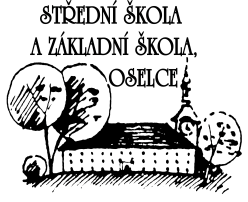 STŘEDNÍ ŠKOLA
A ZÁKLADNÍ ŠKOLA,
OSELCE